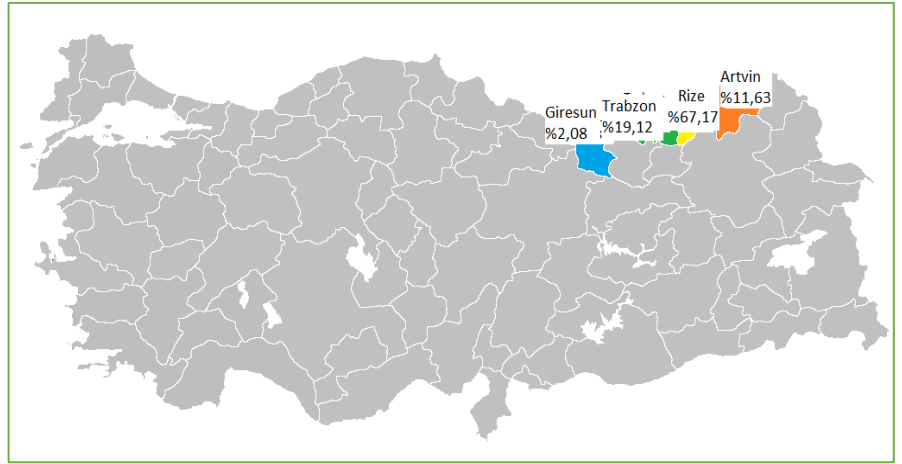 Artvin
%11,63
Rize
%67,17
Trabzon
%19,12
Giresun
%2,08